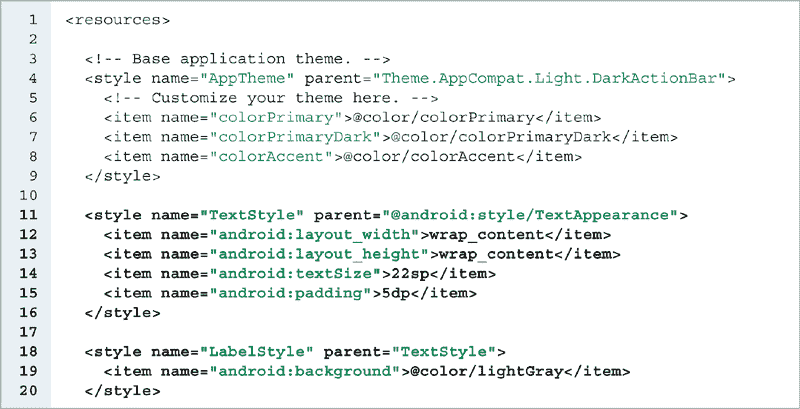 1 <resources>
2
3 <!-- Base application theme. -->
4 <style name="AppTheme" parent="Theme.AppCompat.Light.DarkActionBar">
5 <!-- Customize your theme here. -->
6 <item name="colorPrimary">@color/colorPrimary</item>
7 <item name="colorPrimaryDark">@color/colorPrimaryDark</item>
8 <item name="colorAccent">@color/colorAccent</item>
9 </style>
10
11 <style name="TextStyle" parent="@android:style/TextAppearance">
12 <item name="android:layout_width">wrap_content</item>
13 <item name="android:layout_height">wrap_content</item>
14 <item name="android:textSize">22sp</item>
15 <item name="android:padding">5dp</item>
16 </style>
17
18 <style name="LabelStyle" parent="TextStyle">
19 <item name="android:background">@color/lightGray</item>
20 </style>